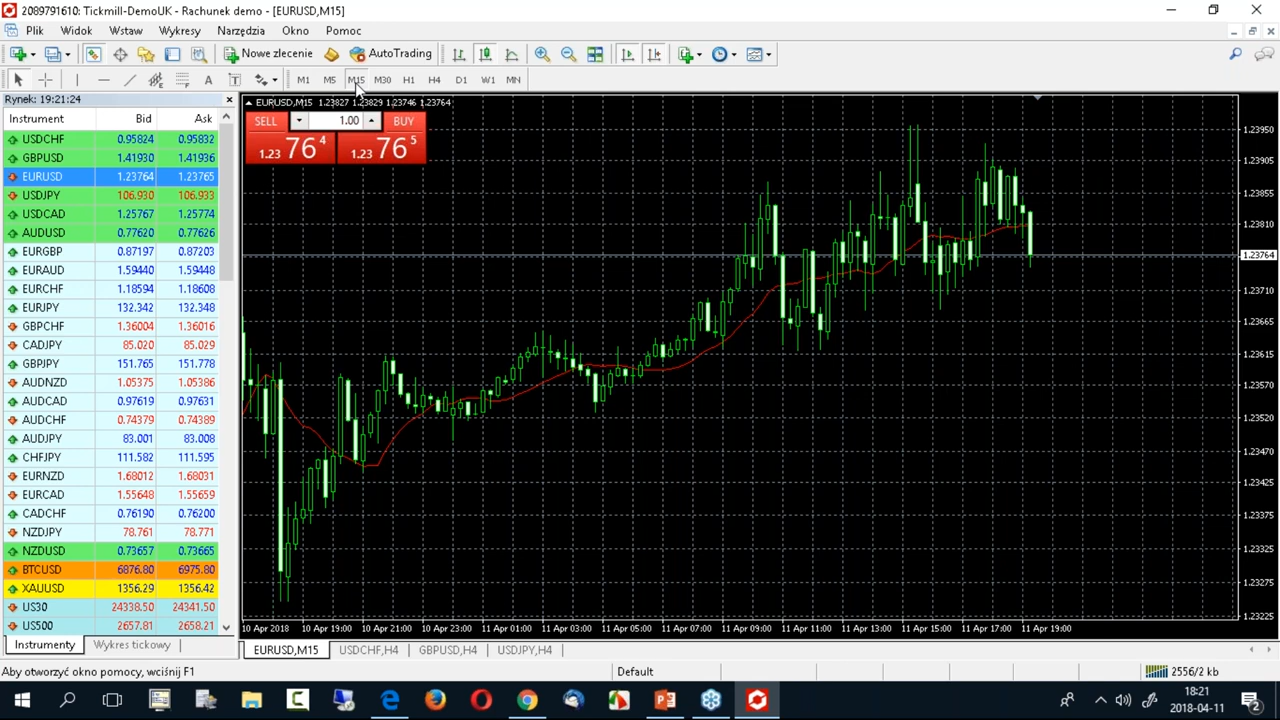 2089791610: Tickmill-DemoUK - Rachunek demo - [EURUSD,M15]
Plik Widok Wstaw Wykresy Narzędzia Okno Pomoc
Nowe zlecenie AutoTrading
A T M1 M5 M15 M30 H1 H4 D1 W1 MN
Rynek: 19:21:24
Instrument Bid Ask
USDCHF 0.95824 0.95832
GBPUSD 1.41930 1.41936
EURUSD 1.23764 1.23765
USDJPY 106.930 106.933
USDCAD 1.25767 1.25774
AUDUSD 0.77620 0.77626
EURGBP 0.87197 0.87203
EURAUD 1.59440 1.59448
EURCHF 1.18594 1.18608
EURJPY 132.342 132.348
GBPCHF 1.36004 1.36016
CADJPY 85.020 85.029
GBPJPY 151.765 151.778
AUDNZD 1.05375 1.05386
AUDCAD 0.97619 0.97631
AUDCHF 0.74379 0.74389
AUDJPY 83.001 83.008
CHFJPY 111.582 111.595
EURNZD 1.68012 1.68031
EURCAD 1.55648 1.55659
CADCHF 0.76190 0.76200
NZDJPY 78.761 78.771
NZDUSD 0.73657 0.73665
BTCUSD 6876.80 6975.80
XAUUSD 1356.29 1356.42
US30 24338.50 24341.50
US500 2657.81 2658.21
Instrumenty Wykres tickowy
EURUSD,M15 1.23827 1.23829 1.23746 1.23764
SELL 1.00 BUY
1.23 76 4 1.23 76 5
1.23950
1.23905
1.23855
1.23810
1.23764
1.23710
1.23665
1.23615
1.23570
1.23520
1.23470
1.23425
1.23375
1.23325
1.23275
1.23225
10 Apr 2018 10 Apr 19:00 10 Apr 21:00 10 Apr 23:00 11 Apr 01:00 11 Apr 03:00 11 Apr 05:00 11 Apr 07:00 11 Apr 09:00 11 Apr 11:00 11 Apr 13:00 11 Apr 15:00 11 Apr 17:00 11 Apr 19:00
EURUSD,M15 USDCHF,H4 GBPUSD,H4 USDJPY,H4
Aby otworzyć okno pomocy, wciśnij F1 Default 2556/2 kb
18:21
2018-04-11
2